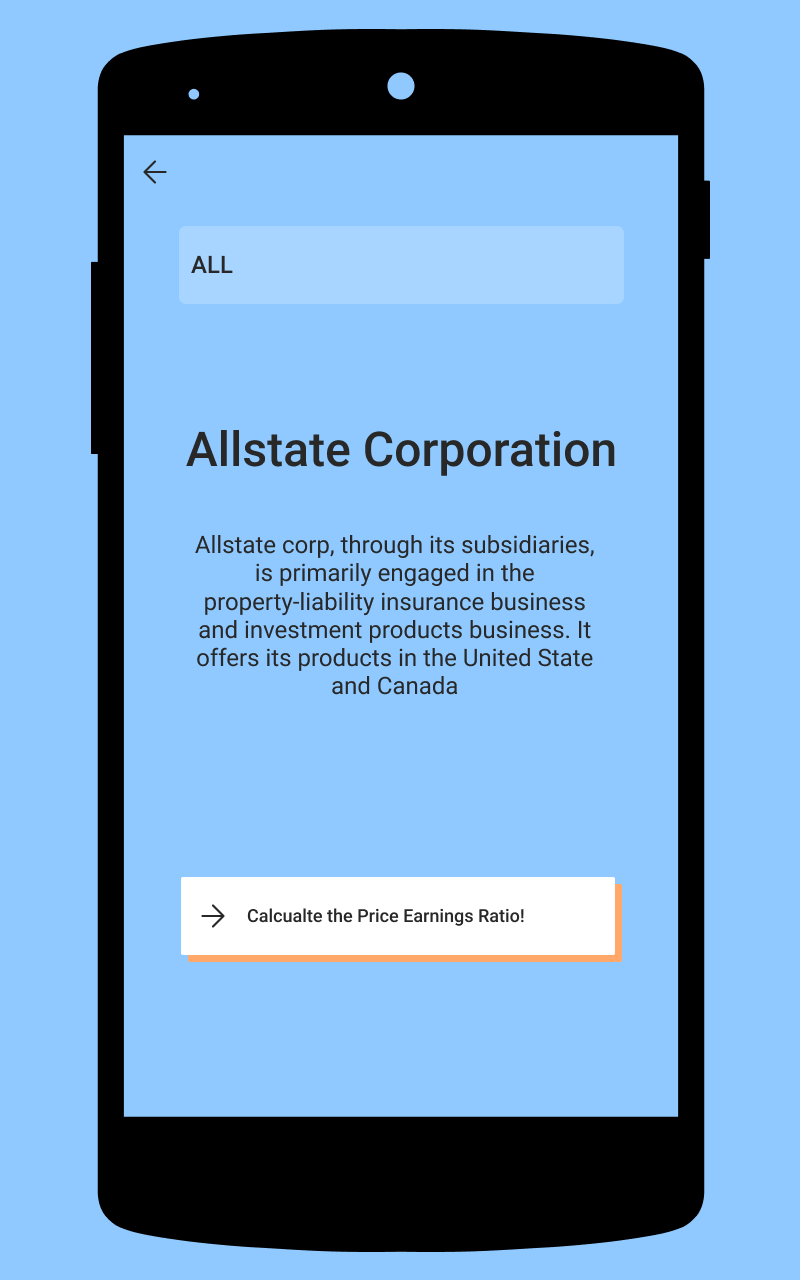 ALL
Allstate Corporation
Allstate corp, through its subsidiaries,
is primarily engaged in the
property-liability insurance business
and investment products business. It
offers its products in the United State
and Canada
Calcualte the Price Earnings Ratio!